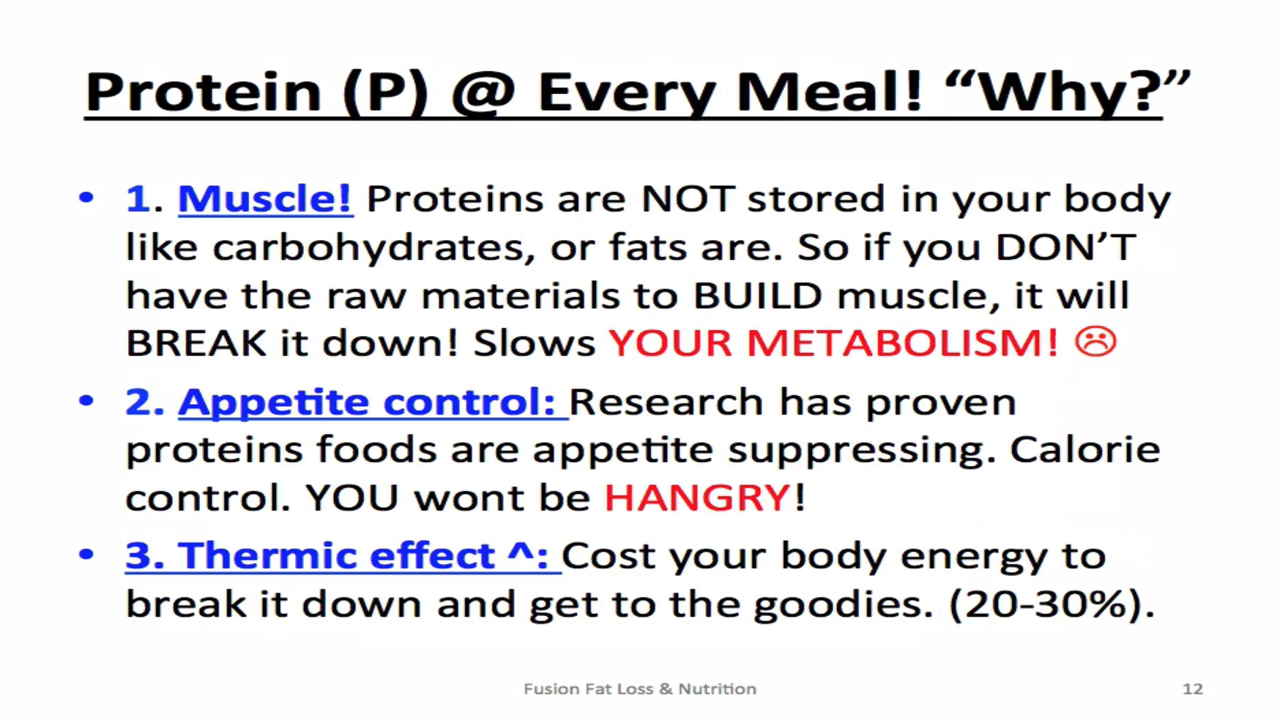 Protein (P) @ Every Meal! “Why?”
• 1. Muscle! Proteins are NOT stored in your body
like carbohydrates, or fats are. So if you DON’T
have the raw materials to BUILD muscle, it will
BREAK it down! Slows YOUR METABOLISM! ☹
• 2. Appetite control: Research has proven
proteins foods are appetite suppressing. Calorie
control. YOU wont be HANGRY!
• 3. Thermic effect ^: Cost your body energy to
break it down and get to the goodies. (20-30%).
Fusion Fat Loss & Nutrition
12